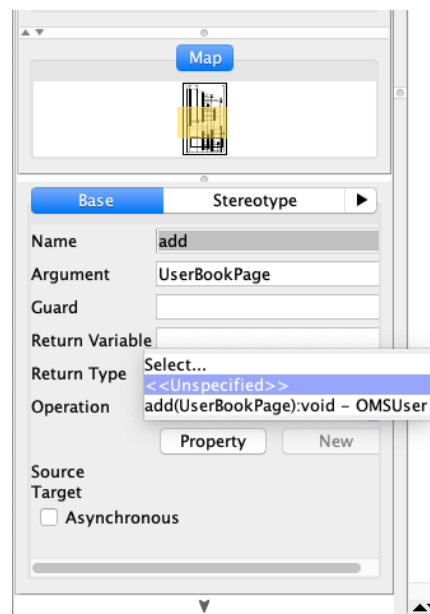 Map
Base Stereotype
Name add
Argument UserBookPage
Guard
Return Variable
Return Type
Select...
<<Unspecified>>
Operation add(UserBookPage):void - OMSUser
Property New
Source
Target
Asynchronous